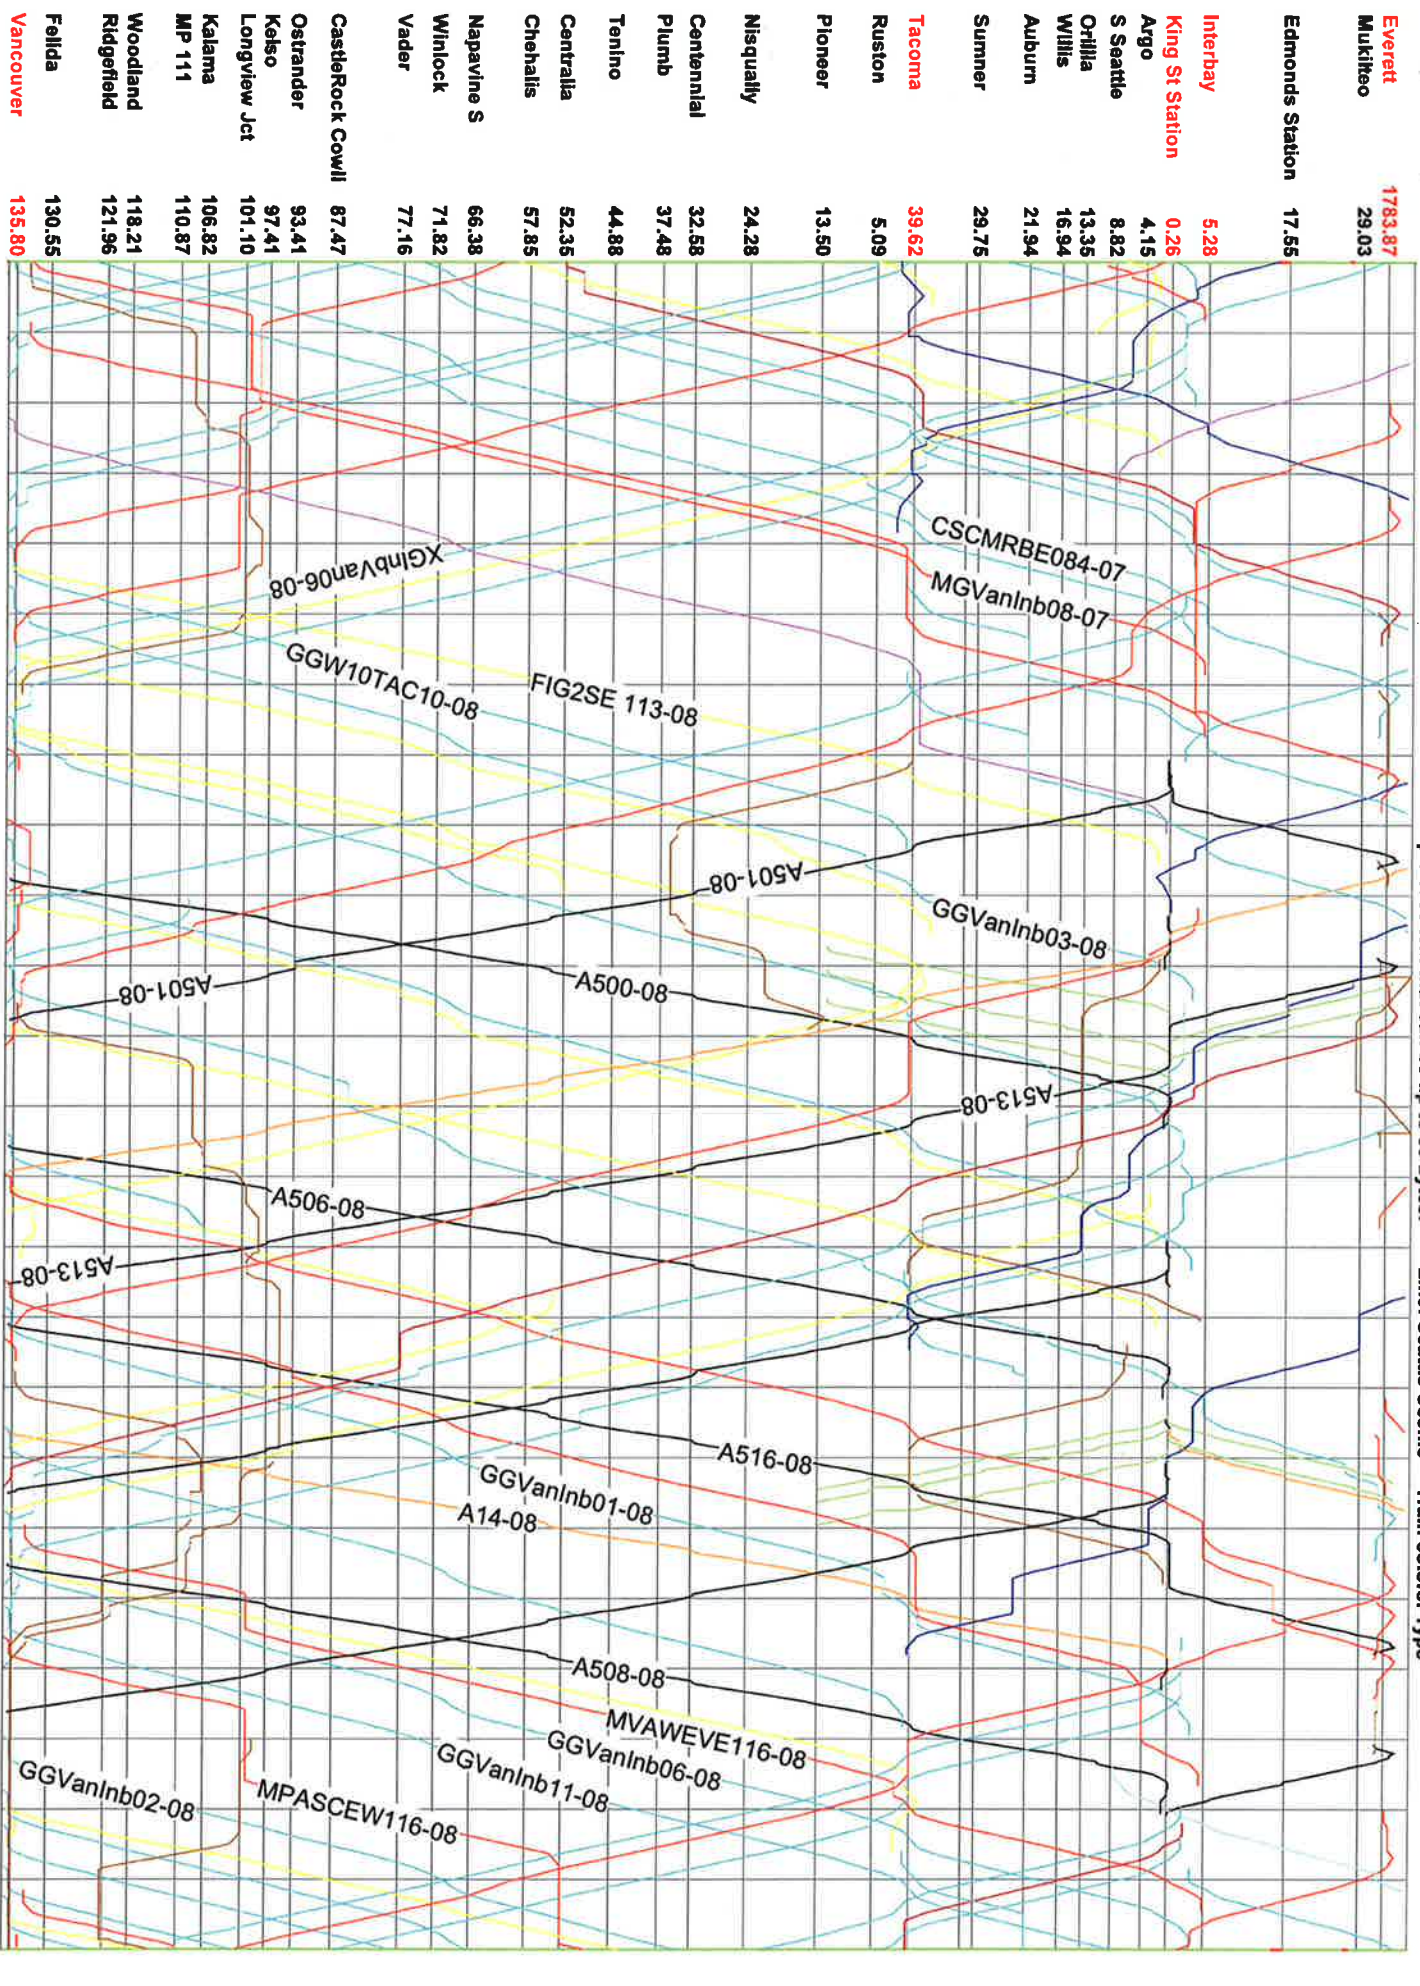 Everett 1783.87
Mukilteo 29.03
Edmonds Station 17.55
Interbay 5.28
King St Station 0.26
Argo 4.15
S Seattle 8.82
Orillia 13.35
Willis 16.94
Auburn 21.94
Sumner 29.75
Tacoma 39.62
Ruston 5.09
Pioneer 13.50
Nisqually 24.28
Centennial 32.58
Plumb 37.48
Tenino 44.88
Centralia 52.35
Chehalis 57.85
Napavine S 66.38
Winlock 71.82
Vader 77.16
CastleRock Cowli 87.47
Ostrander 93.41
Kelso 97.41
Longview Jct 101.10
Kalama 106.82
MP 111 110.87
Woodland 118.21
Ridgefield 121.96
Felida 130.55
Vancouver 135.80
CSCMRBE084-07
XGInbVan06-08
MGVanInb08-07
GGW10TAC10-08
FIG2SE 113-08
A501-08
GGVanInb03-08
A501-08
A500-08
A513-08
A506-08
A513-08
A516-08
GGVanInb01-08
A14-08
A508-08
MVAWEVE116-08
GGVanInb06-08
GGVanInb11-08
GGVanInb02-08
MPASCEW116-08